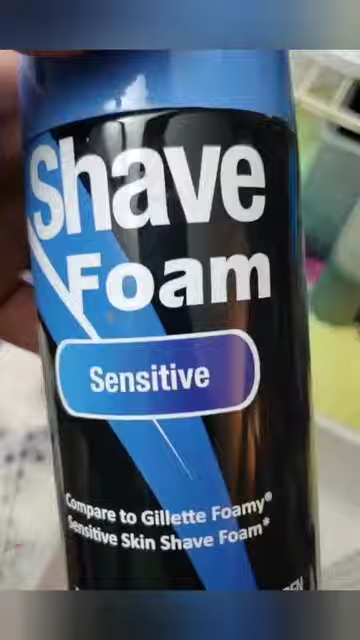 Shave
Foam
Sensitive
Compare to Gillette Foamy®
Sensitive Skin Shave Foam*